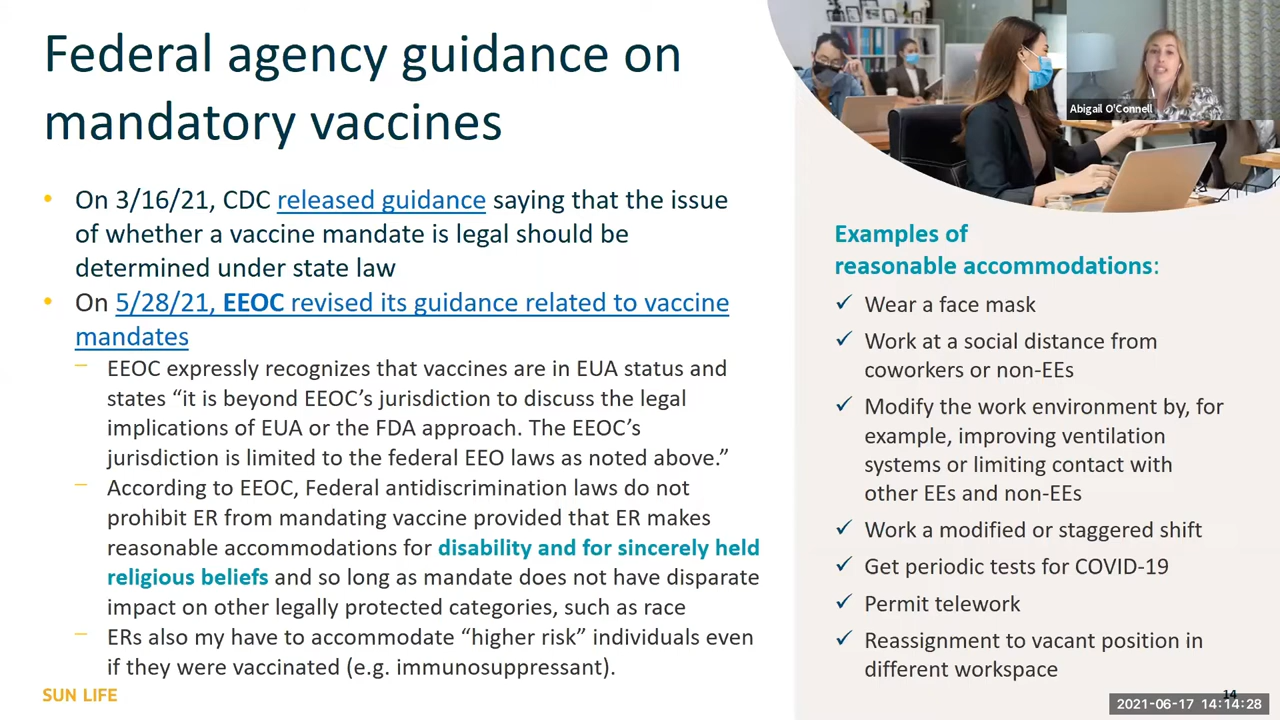 Federal agency guidance on
mandatory vaccines
• On 3/16/21, CDC released guidance saying that the issue
of whether a vaccine mandate is legal should be
determined under state law
• On 5/28/21, EEOC revised its guidance related to vaccine
mandates
– EEOC expressly recognizes that vaccines are in EUA status and
states “it is beyond EEOC’s jurisdiction to discuss the legal
implications of EUA or the FDA approach. The EEOC’s
jurisdiction is limited to the federal EEO laws as noted above.”
– According to EEOC, Federal antidiscrimination laws do not
prohibit ER from mandating vaccine provided that ER makes
reasonable accommodations for disability and for sincerely held
religious beliefs and so long as mandate does not have disparate
impact on other legally protected categories, such as race
– ERs also my have to accommodate “higher risk” individuals even
if they were vaccinated (e.g. immunosuppressant).
SUN LIFE
Abigail O'Connell
Examples of
reasonable accommodations:
✓ Wear a face mask
✓ Work at a social distance from
coworkers or non-EEs
✓ Modify the work environment by, for
example, improving ventilation
systems or limiting contact with
other EEs and non-EEs
✓ Work a modified or staggered shift
✓ Get periodic tests for COVID-19
✓ Permit telework
✓ Reassignment to vacant position in
different workspace
14
2021-06-17 14:14:28